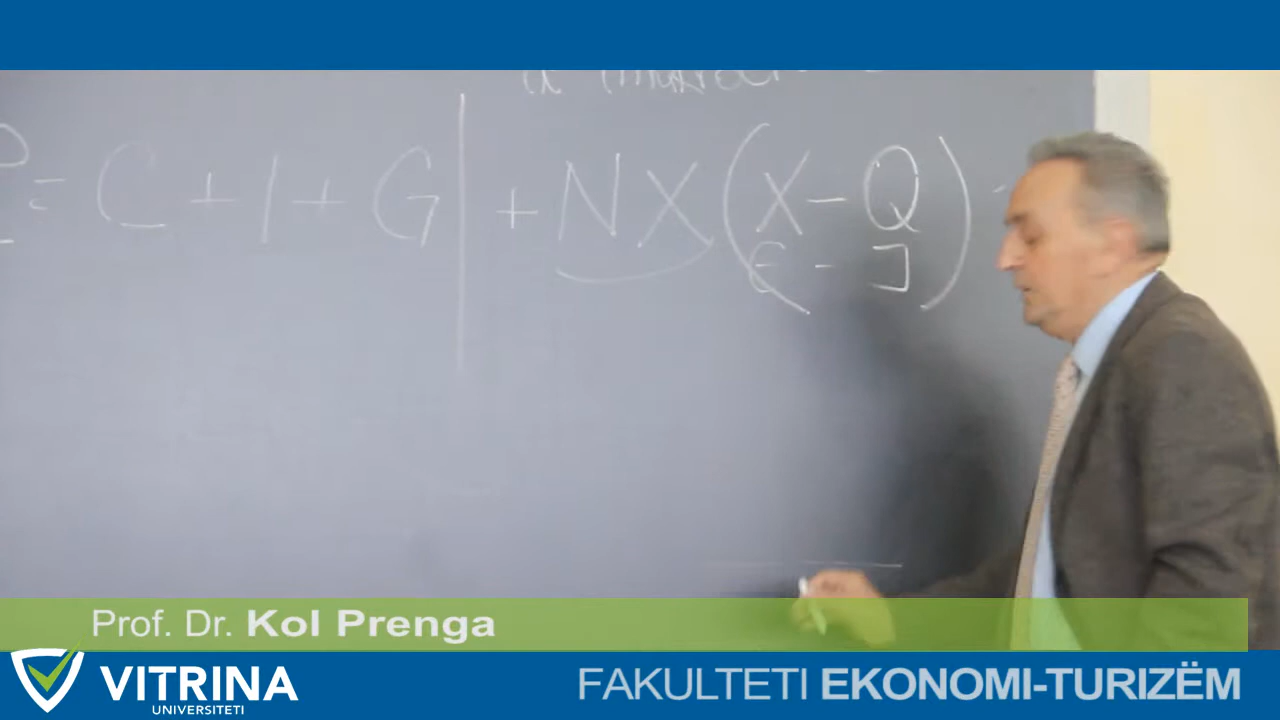 = C + I + G | + NX (X - Q)
E - J
Prof. Dr. Kol Prenga
VITRINA
UNIVERSITETI
FAKULTETI EKONOMI-TURIZËM